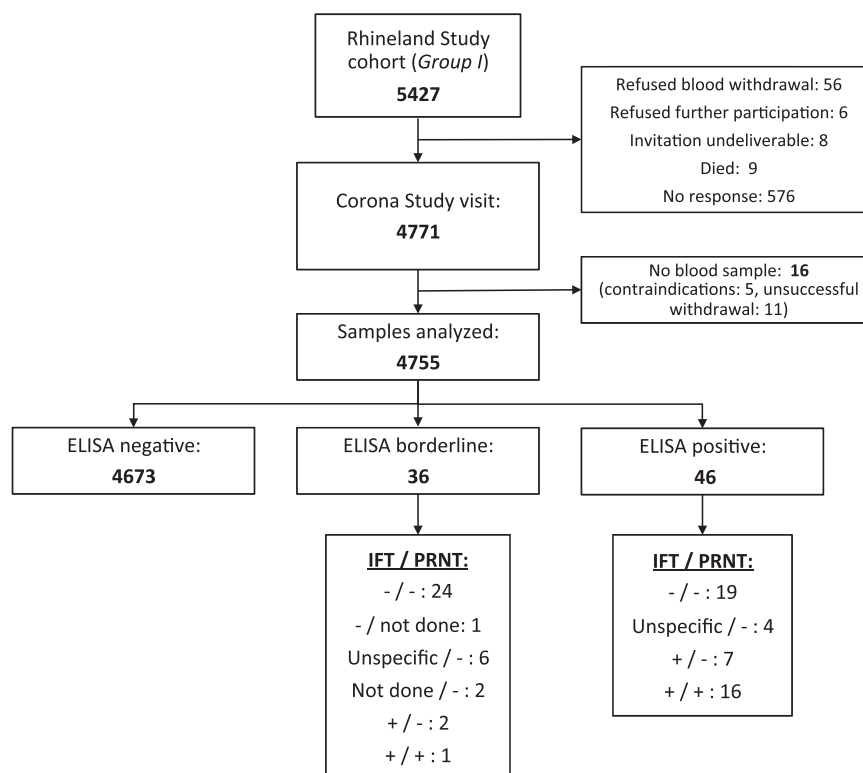 Rhineland Study
cohort (Group I)
5427
Refused blood withdrawal: 56
Refused further participation: 6
Invitation undeliverable: 8
Died: 9
No response: 576
Corona Study visit:
4771
No blood sample: 16
(contraindications: 5, unsuccessful
withdrawal: 11)
Samples analyzed:
4755
ELISA negative:
4673
ELISA borderline:
36
ELISA positive:
46
IFT / PRNT:
- / - : 24
- / not done: 1
Unspecific / - : 6
Not done / - : 2
+ / - : 2
+ / + : 1
IFT / PRNT:
- / - : 19
Unspecific / - : 4
+ / - : 7
+ / + : 16